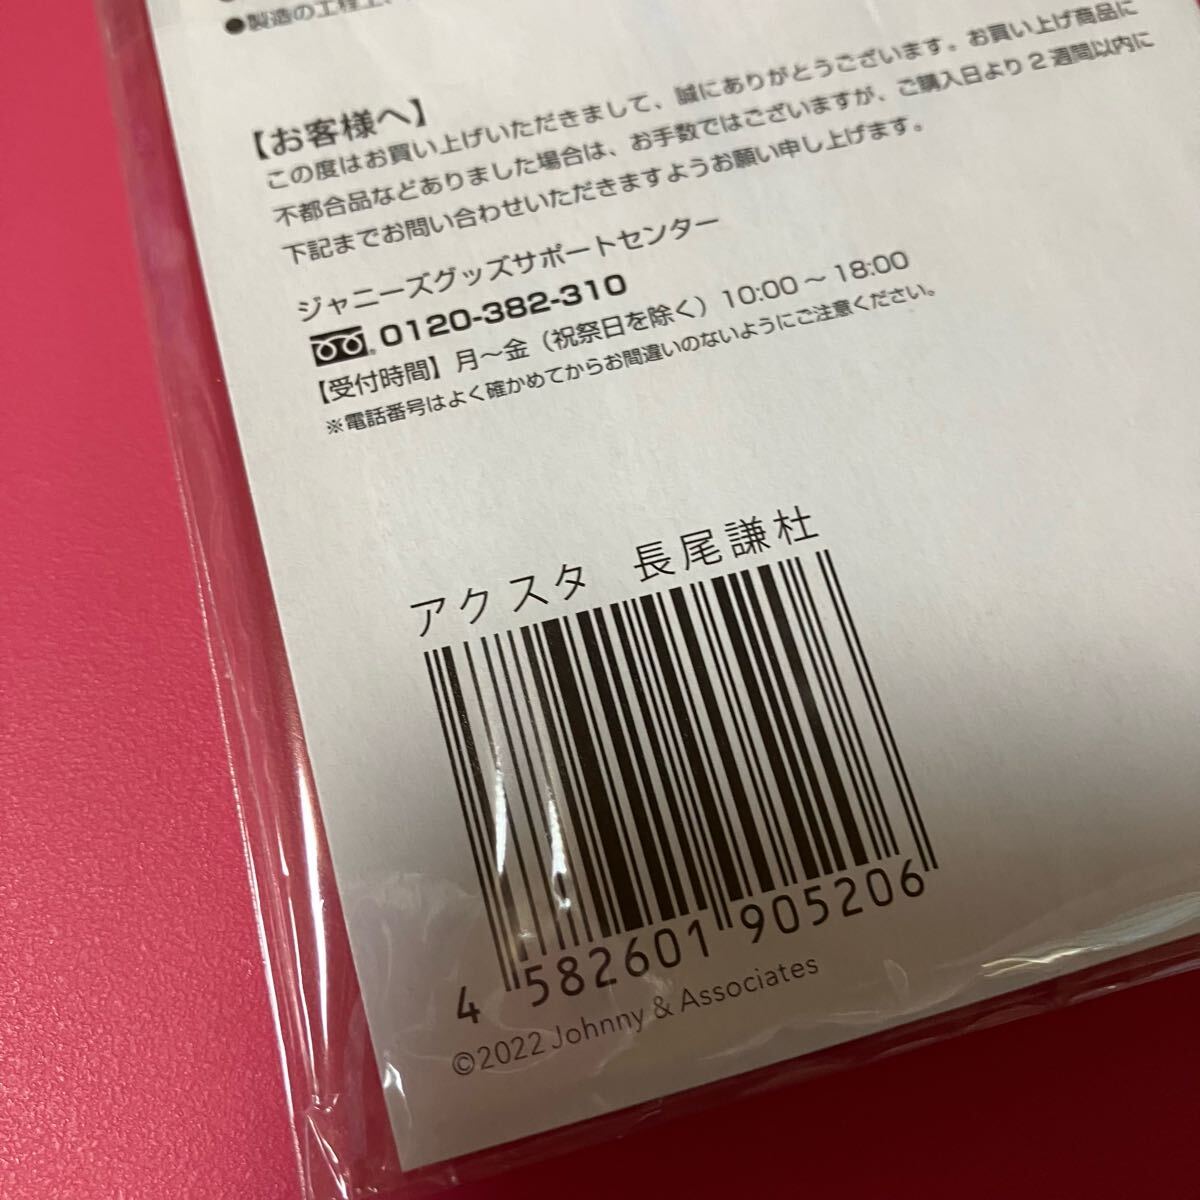 ●製造の工程上、
【お客様へ】
この度はお買い上げいただきまして、誠にありがとうございます。お買い上げ商品に
不都合品などありました場合は、お手数ではございますが、ご購入日より2週間以内に
下記までお問い合わせいただきますようお願い申し上げます。
ジャニーズグッズサポートセンター
0120-382-310
【受付時間】月〜金（祝祭日を除く）10:00〜18:00
※電話番号はよく確かめてからお間違いのないようにご注意ください。
アクスタ 長尾謙杜
4 582601 905206
©2022 Johnny & Associates